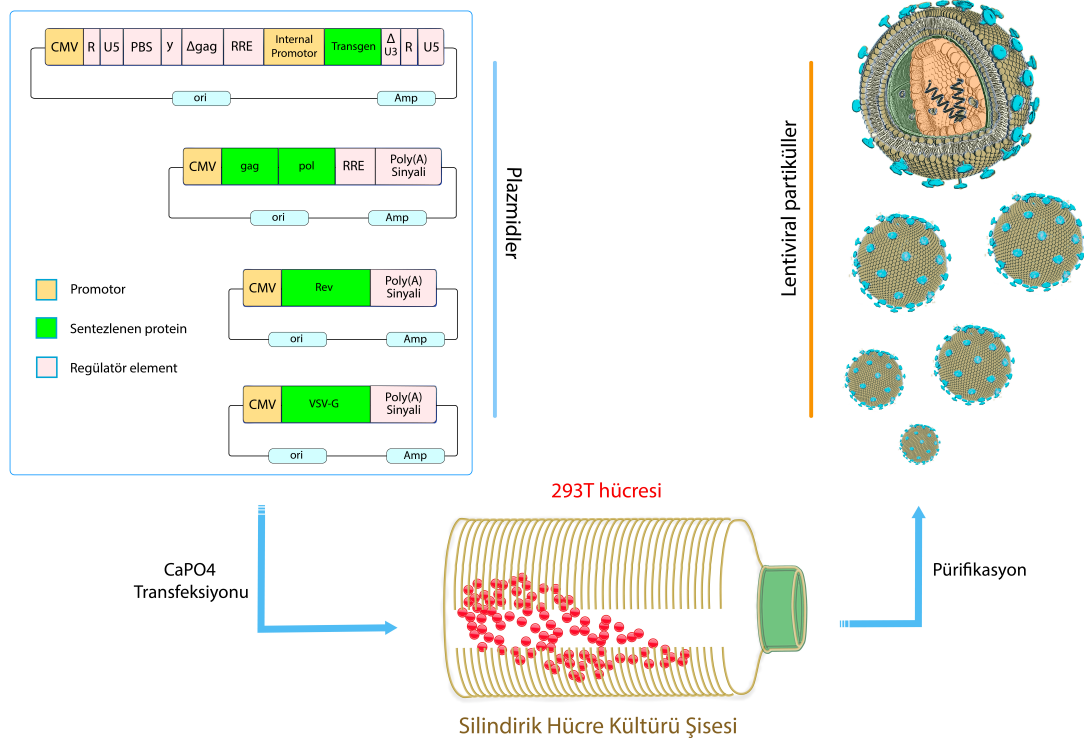 CMV R U5 PBS y Δgag RRE Internal Promotor Transgen Δ U3 R U5
ori Amp
CMV gag pol RRE Poly(A) Sinyali
ori Amp
CMV Rev Poly(A) Sinyali
ori Amp
CMV VSV-G Poly(A) Sinyali
ori Amp
Promotor
Sentezlenen protein
Regülatör element
Plazmidler
Lentiviral partiküller
293T hücresi
CaPO4
Transfeksiyonu
Pürifikasyon
Silindirik Hücre Kültürü Şisesi